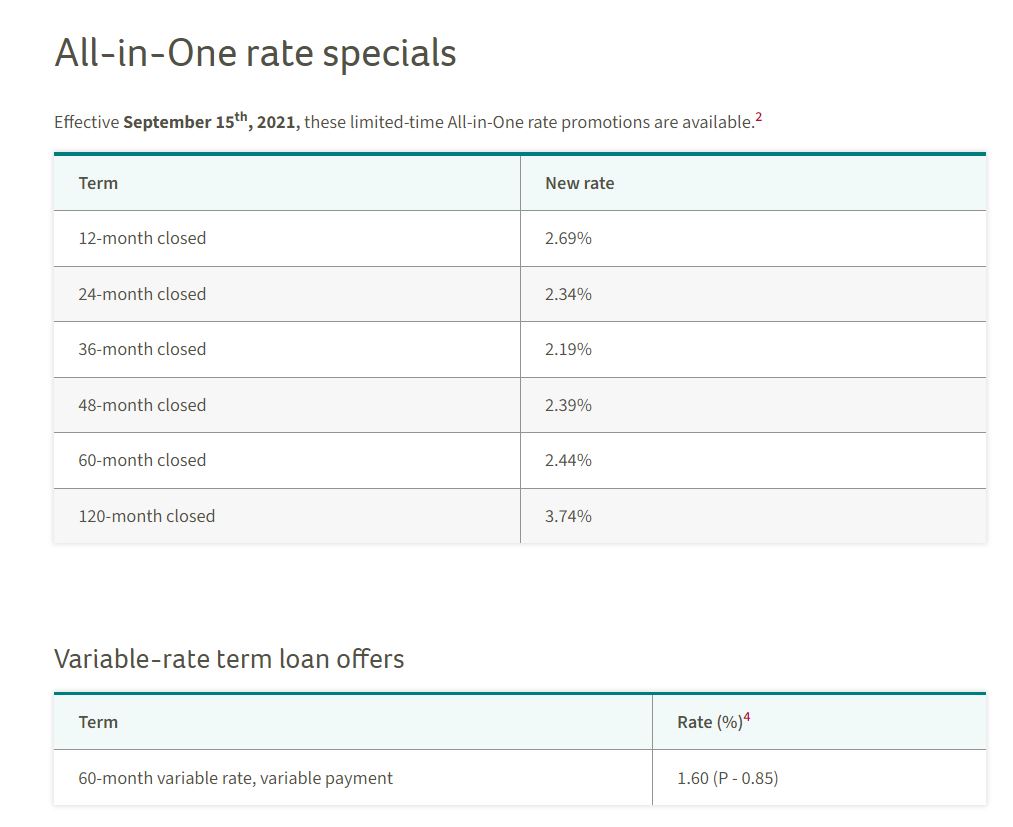 All-in-One rate specials
Effective September 15th, 2021, these limited-time All-in-One rate promotions are available.2
Term New rate
12-month closed 2.69%
24-month closed 2.34%
36-month closed 2.19%
48-month closed 2.39%
60-month closed 2.44%
120-month closed 3.74%
Variable-rate term loan offers
Term Rate (%)4
60-month variable rate, variable payment 1.60 (P - 0.85)